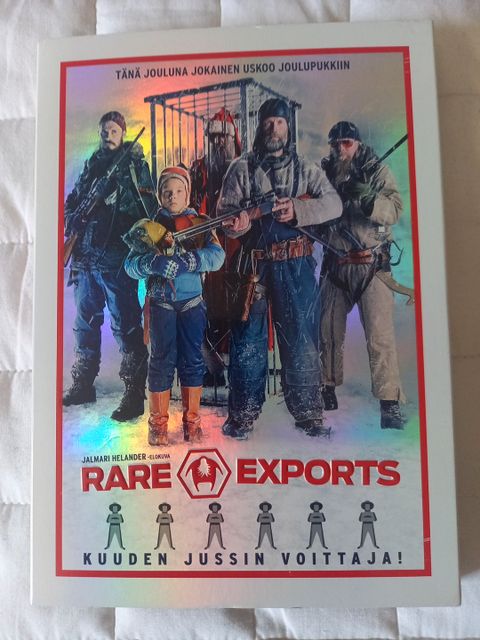 TÄNÄ JOULUNA JOKAINEN USKOO JOULUPUKKIIN
JALMARI HELANDER -ELOKUVA
RARE EXPORTS
KUUDEN JUSSIN VOITTAJA!